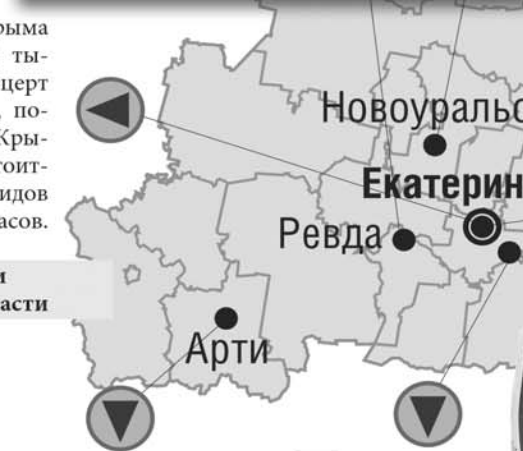 рыма
ты-
церт
, по-
Кры-
тоит-
идов
асов.
и
асти
Новоуральс
Екатерин
Ревда
Арти